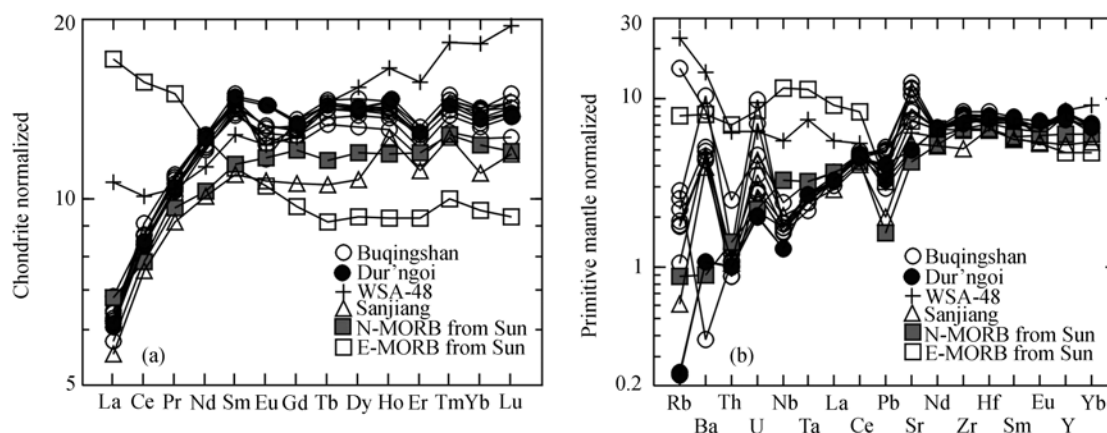 20
10
5
Chondrite normalized
Buqingshan
Dur'ngoi
WSA-48
Sanjiang
N-MORB from Sun
E-MORB from Sun
(a)
La Ce Pr Nd Sm Eu Gd Tb Dy Ho Er Tm Yb Lu
30
10
1
0.2
Primitive mantle normalized
Buqingshan
Dur'ngoi
WSA-48
Sanjiang
N-MORB from Sun
E-MORB from Sun
(b)
Rb Th Nb La Pb Nd Hf Eu Yb
Ba U Ta Ce Sr Zr Sm Y